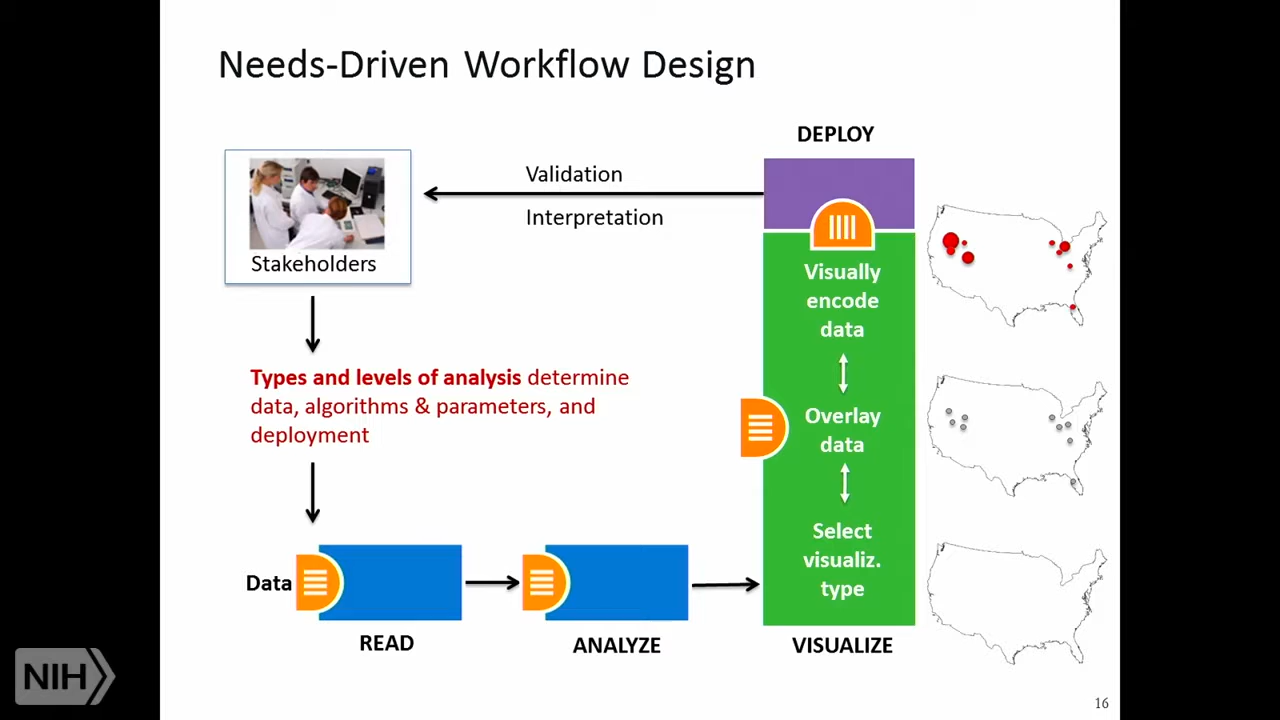 Needs-Driven Workflow Design
DEPLOY
Validation
Interpretation
Stakeholders
Visually
encode
data
Types and levels of analysis determine
data, algorithms & parameters, and
deployment
Overlay
data
Select
visualiz.
type
Data
READ
ANALYZE
VISUALIZE
NIH
16